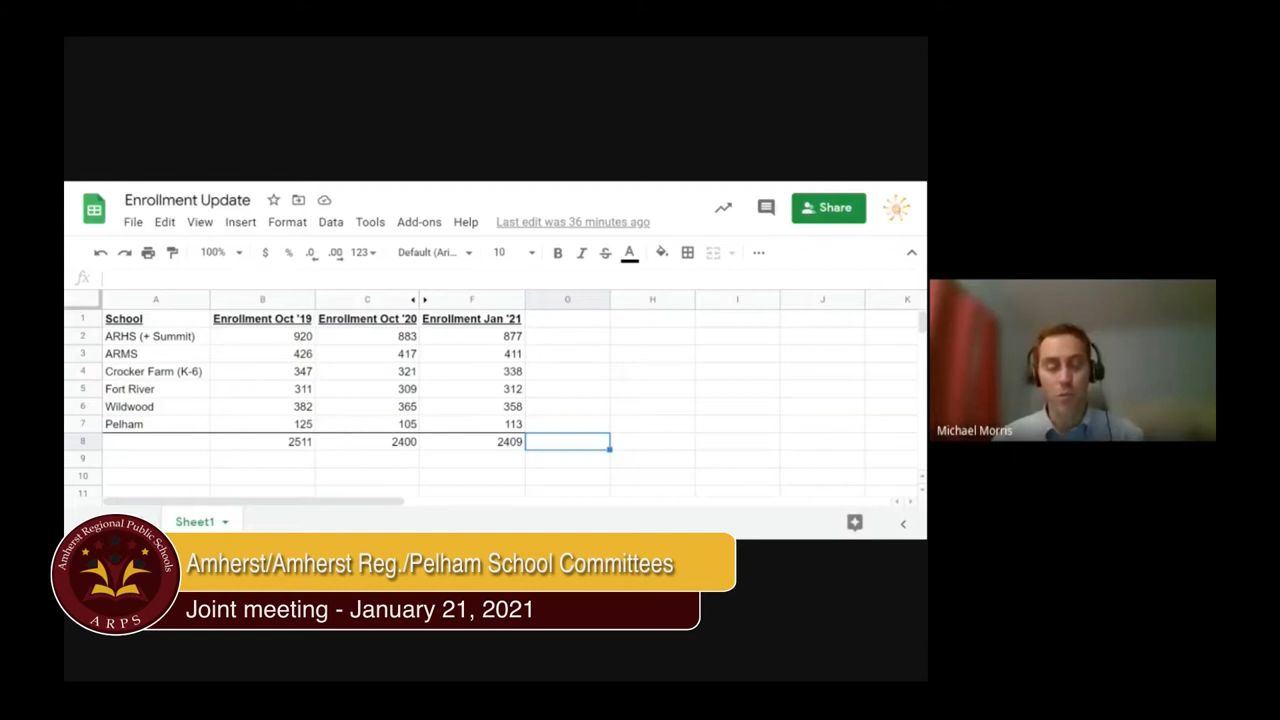 Enrollment Update
File Edit View Insert Format Data Tools Add-ons Help Last edit was 36 minutes ago
Share
100% $ % .0 .00 123 Default (Ari... 10 B I S A ...
fx
A B C F G H I J K
1 School Enrollment Oct '19 Enrollment Oct '20 Enrollment Jan '21
2 ARHS (+ Summit) 920 883 877
3 ARMS 426 417 411
4 Crocker Farm (K-6) 347 321 338
5 Fort River 311 309 312
6 Wildwood 382 365 358
7 Pelham 125 105 113
8 2511 2400 2409
9
10
11
Sheet1
Michael Morris
Amherst Regional Public Schools
ARPS
Amherst/Amherst Reg./Pelham School Committees
Joint meeting - January 21, 2021